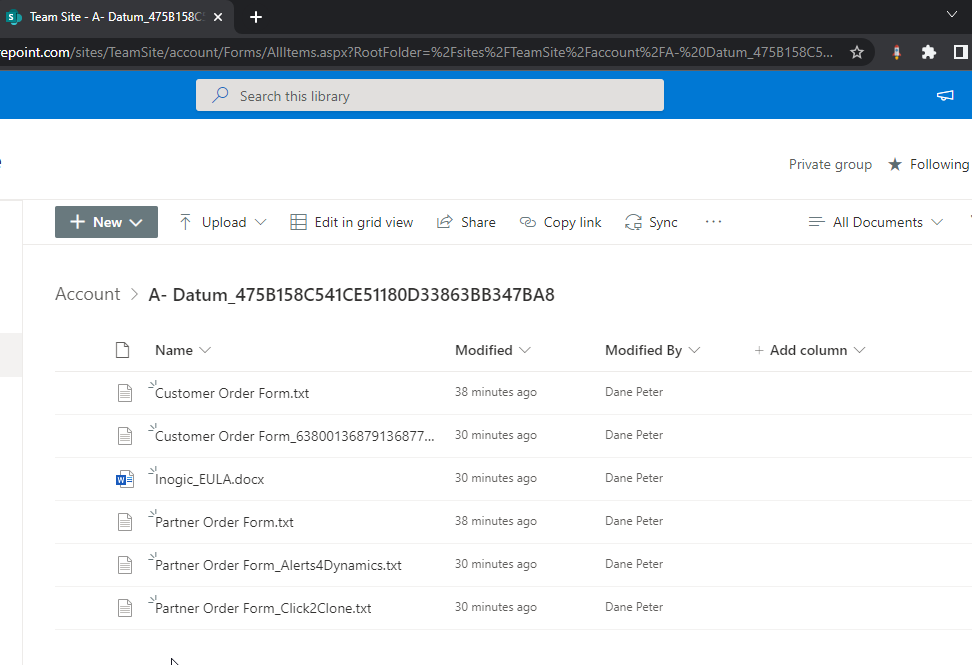 Team Site - A- Datum_475B158C5
repoint.com/sites/TeamSite/account/Forms/AllItems.aspx?RootFolder=%2Fsites%2FTeamSite%2Faccount%2FA-%20Datum_475B158C5...
Search this library
Private group Following
New Upload Edit in grid view Share Copy link Sync ... All Documents
Account > A- Datum_475B158C541CE51180D33863BB347BA8
Name Modified Modified By + Add column
Customer Order Form.txt 38 minutes ago Dane Peter
Customer Order Form_63800136879136877... 30 minutes ago Dane Peter
Inogic_EULA.docx 30 minutes ago Dane Peter
Partner Order Form.txt 38 minutes ago Dane Peter
Partner Order Form_Alerts4Dynamics.txt 30 minutes ago Dane Peter
Partner Order Form_Click2Clone.txt 30 minutes ago Dane Peter